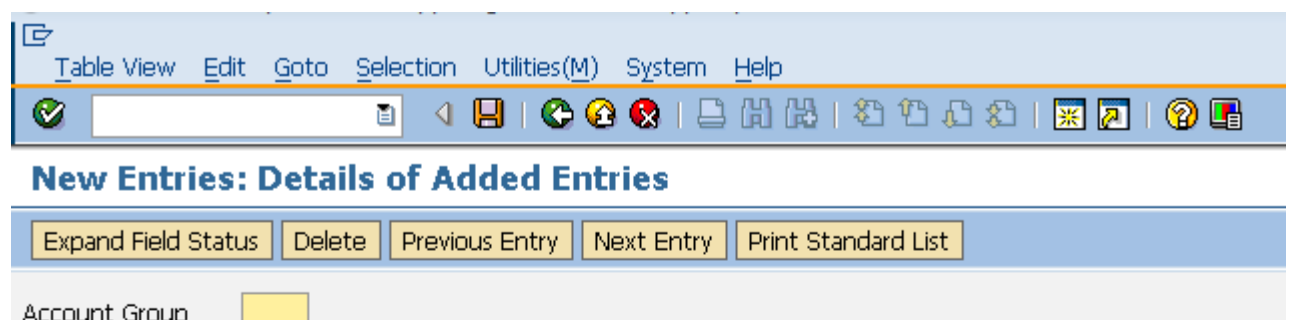 Table View Edit Goto Selection Utilities(M) System Help
New Entries: Details of Added Entries
Expand Field Status Delete Previous Entry Next Entry Print Standard List
Account Group